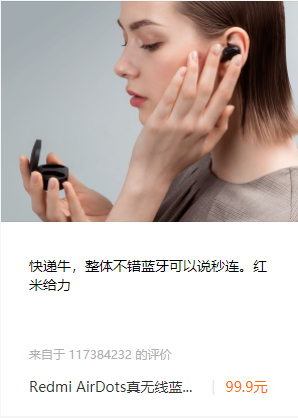 快递牛，整体不错蓝牙可以说秒连。红
米给力
来自于 117384232 的评价
Redmi AirDots真无线蓝... | 99.9元